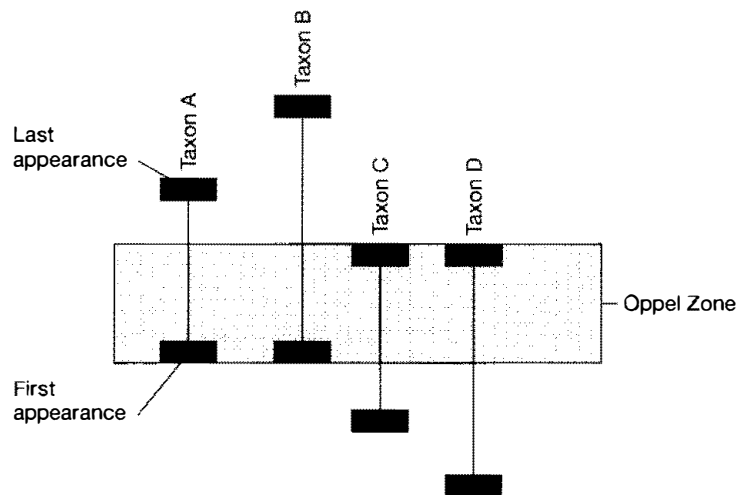 Taxon B
Taxon A
Last
appearance
Taxon C
Taxon D
Oppel Zone
First
appearance